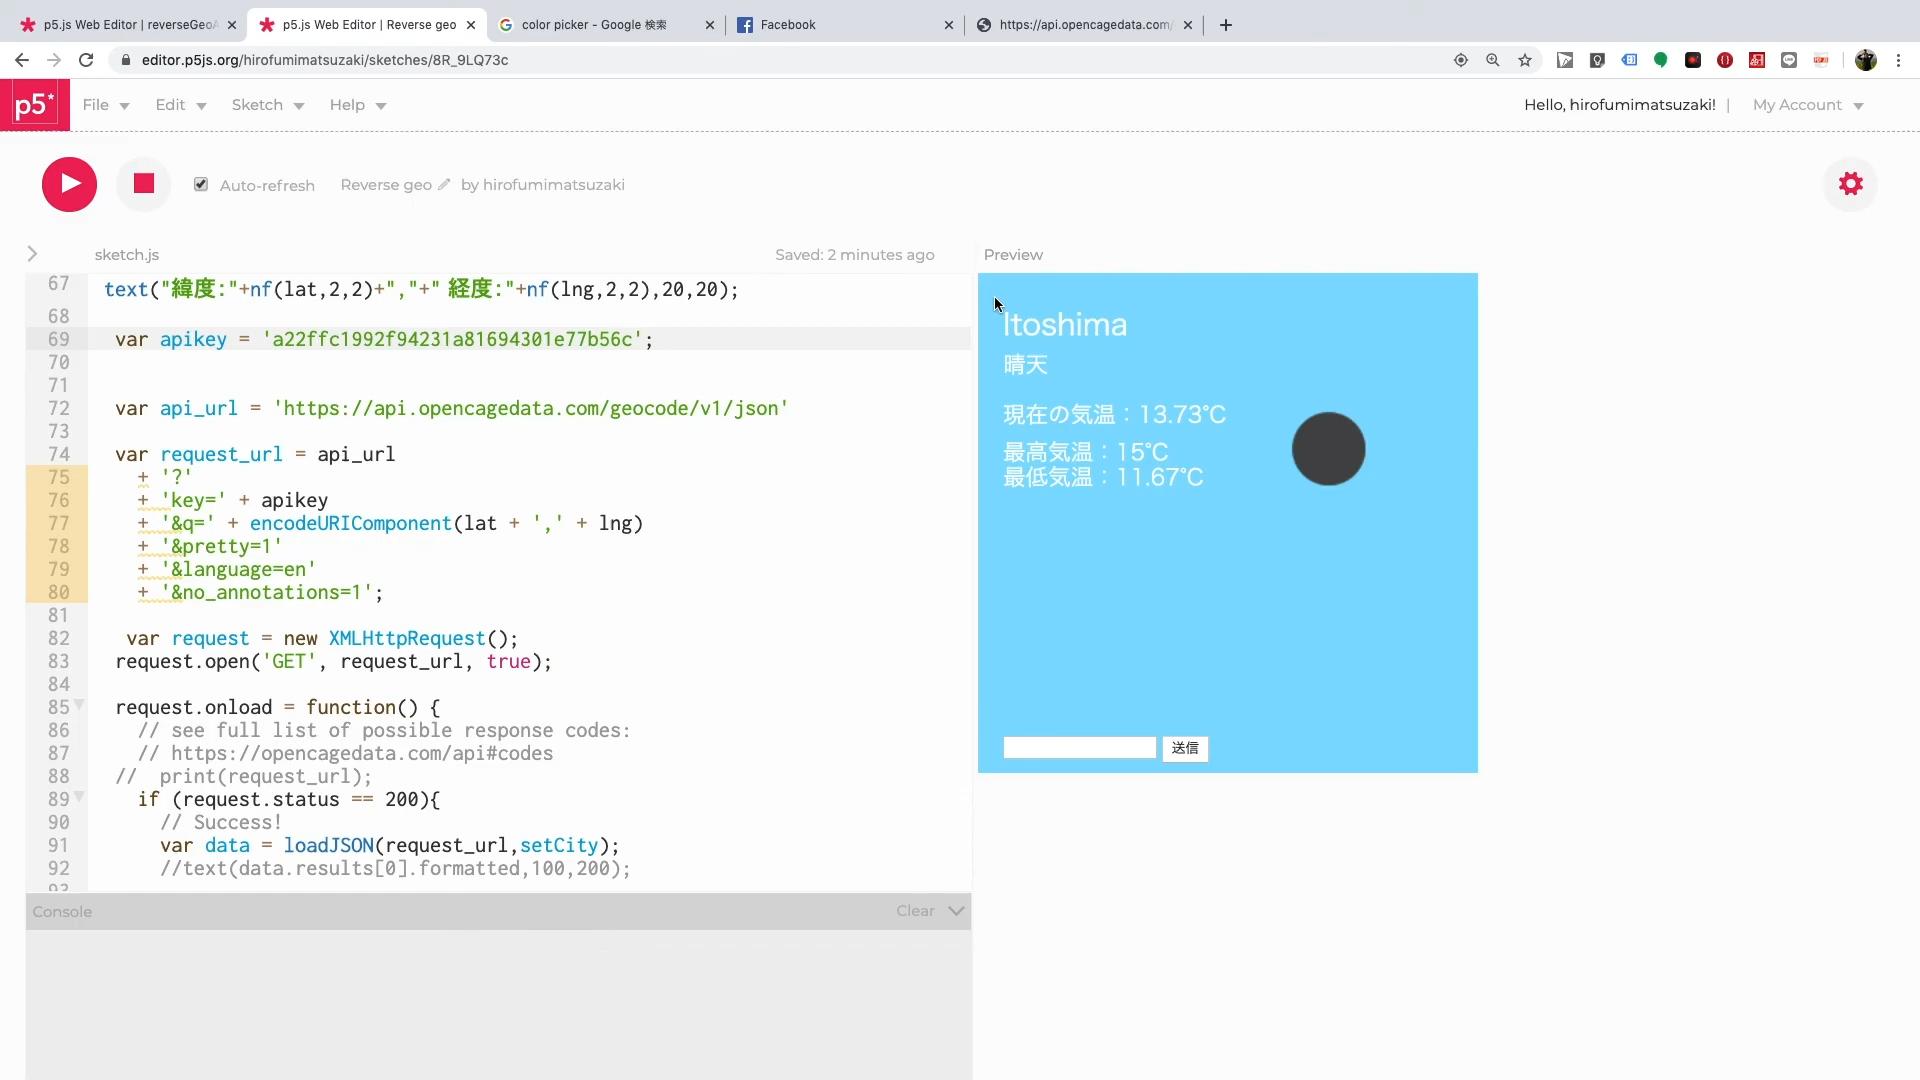 p5.js Web Editor | reverseGeoA
p5.js Web Editor | Reverse geo
color picker - Google 検索
Facebook
https://api.opencagedata.com/
editor.p5js.org/hirofumimatsuzaki/sketches/8R_9LQ73c
p5*
File
Edit
Sketch
Help
Hello, hirofumimatsuzaki! |
My Account
Auto-refresh
Reverse geo
by hirofumimatsuzaki
sketch.js
Saved: 2 minutes ago
Preview
67 text("緯度:"+nf(lat,2,2)+","+" 経度:"+nf(lng,2,2),20,20);
68
69 var apikey = 'a22ffc1992f94231a81694301e77b56c';
70
71
72 var api_url = 'https://api.opencagedata.com/geocode/v1/json'
73
74 var request_url = api_url
75 + '?'
76 + 'key=' + apikey
77 + '&q=' + encodeURIComponent(lat + ',' + lng)
78 + '&pretty=1'
79 + '&language=en'
80 + '&no_annotations=1';
81
82 var request = new XMLHttpRequest();
83 request.open('GET', request_url, true);
84
85 request.onload = function() {
86 // see full list of possible response codes:
87 // https://opencagedata.com/api#codes
88 // print(request_url);
89 if (request.status == 200){
90 // Success!
91 var data = loadJSON(request_url,setCity);
92 //text(data.results[0].formatted,100,200);
93
Console
Clear
Itoshima
晴天
現在の気温：13.73℃
最高気温：15℃
最低気温：11.67℃
送信